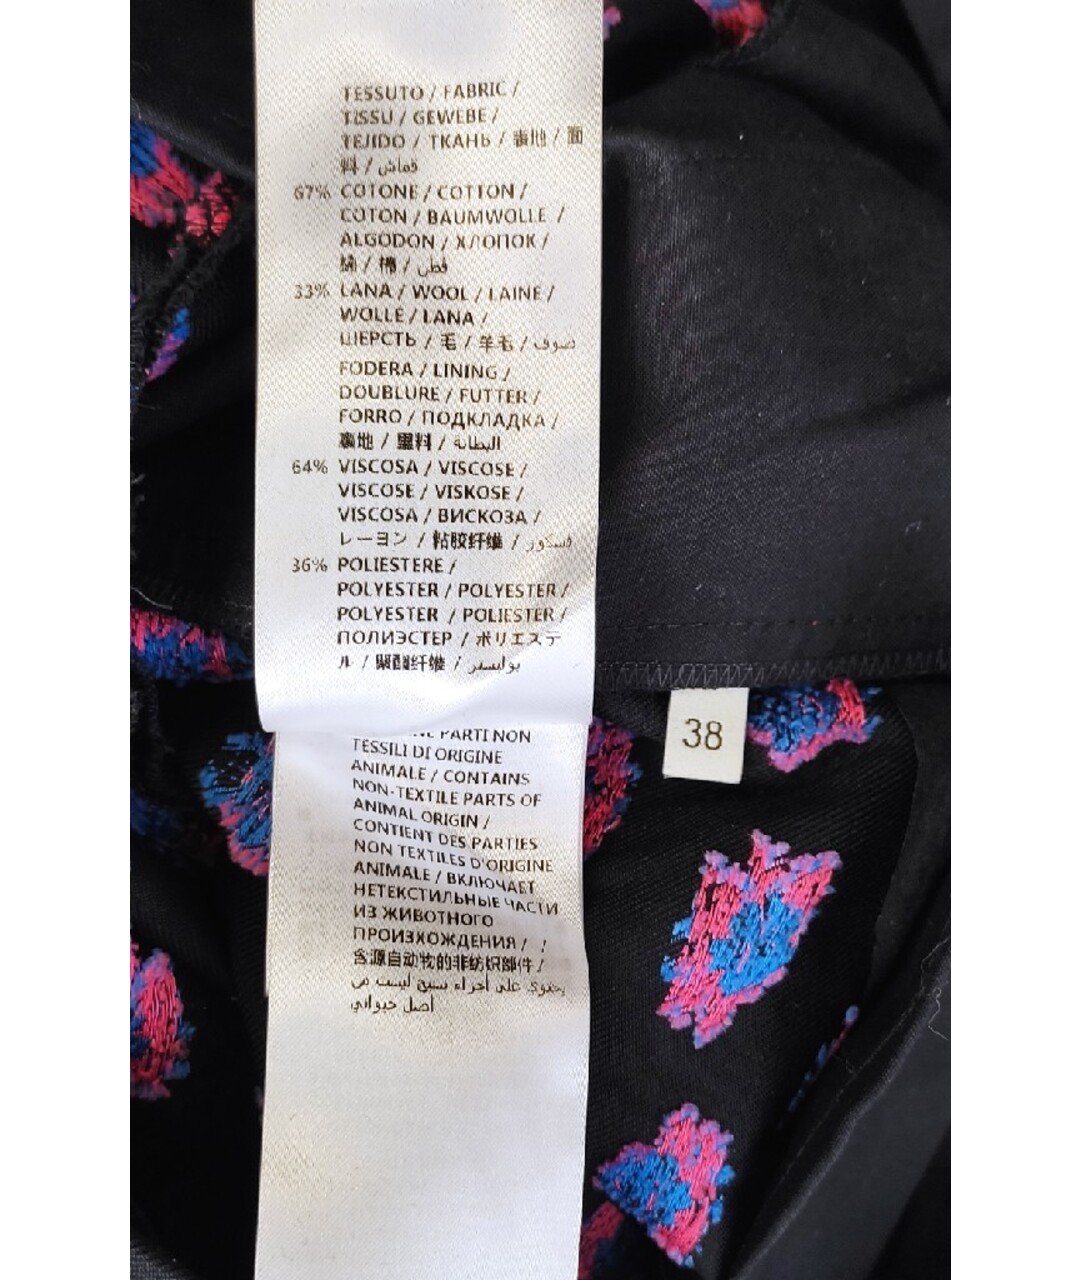 TESSUTO / FABRIC /
TISSU / GEWEBE /
TEJIDO / ТКАНЬ / 表地 / 面
料 / قماش
67% COTONE / COTTON /
COTON / BAUMWOLLE /
ALGODON / ХЛОПОК /
綿 / 棉 / قطن
33% LANA / WOOL / LAINE /
WOLLE / LANA /
ШЕРСТЬ / 毛 / 羊毛 / صوف
FODERA / LINING /
DOUBLURE / FUTTER /
FORRO / ПОДКЛАДКА /
裏地 / 里料 / البطانة
64% VISCOSA / VISCOSE /
VISCOSE / VISKOSE /
VISCOSA / ВИСКОЗА /
レーヨン / 粘胶纤维 / فسكوز
36% POLIESTERE /
POLYESTER / POLYESTER /
POLYESTER / POLIESTER /
ПОЛИЭСТЕР / ポリエステ
ル / 聚酯纤维 / بوليستر
PARTI NON
TESSILI DI ORIGINE
ANIMALE / CONTAINS
NON-TEXTILE PARTS OF
ANIMAL ORIGIN /
CONTIENT DES PARTIES
NON TEXTILES D'ORIGINE
ANIMALE / ВКЛЮЧАЕТ
НЕТЕКСТИЛЬНЫЕ ЧАСТИ
ИЗ ЖИВОТНОГО
ПРОИЗХОЖДЕНИЯ / /
含源自动物的非纺织部件 /
يحتوي على أجزاء نسيج ليست من
أصل حيواني
38